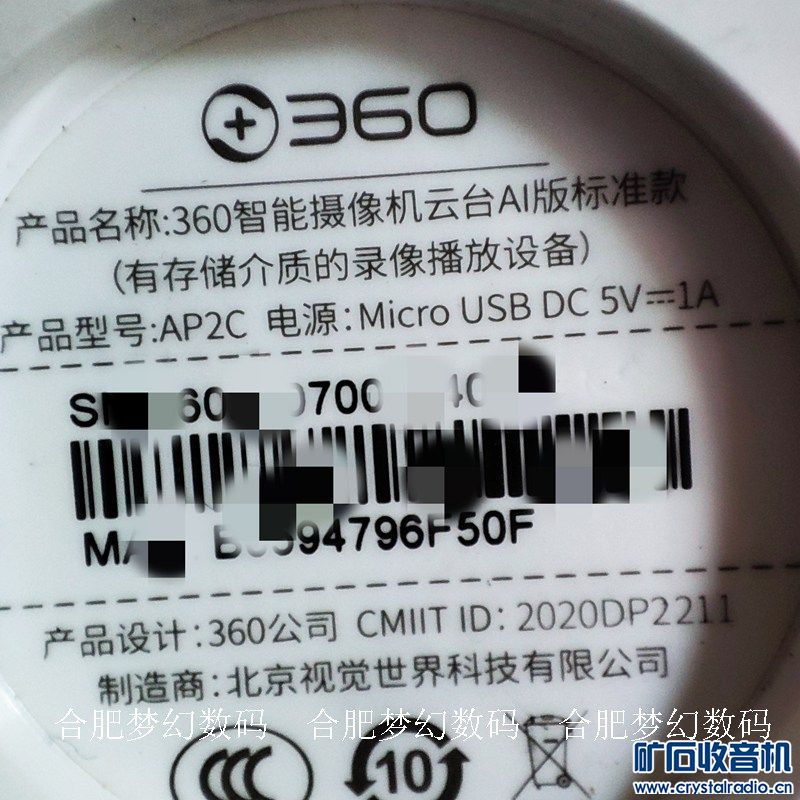 360
产品名称:360智能摄像机云台AI版标准款
(有存储介质的录像播放设备)
产品型号:AP2C 电源:Micro USB DC 5V⎓1A
94796F50F
产品设计:360公司 CMIIT ID: 2020DP2211
制造商:北京视觉世界科技有限公司
合肥梦幻数码 合肥梦幻数码 合肥梦幻数码
CCC 10
矿石收音机
www.crystalradio.cn